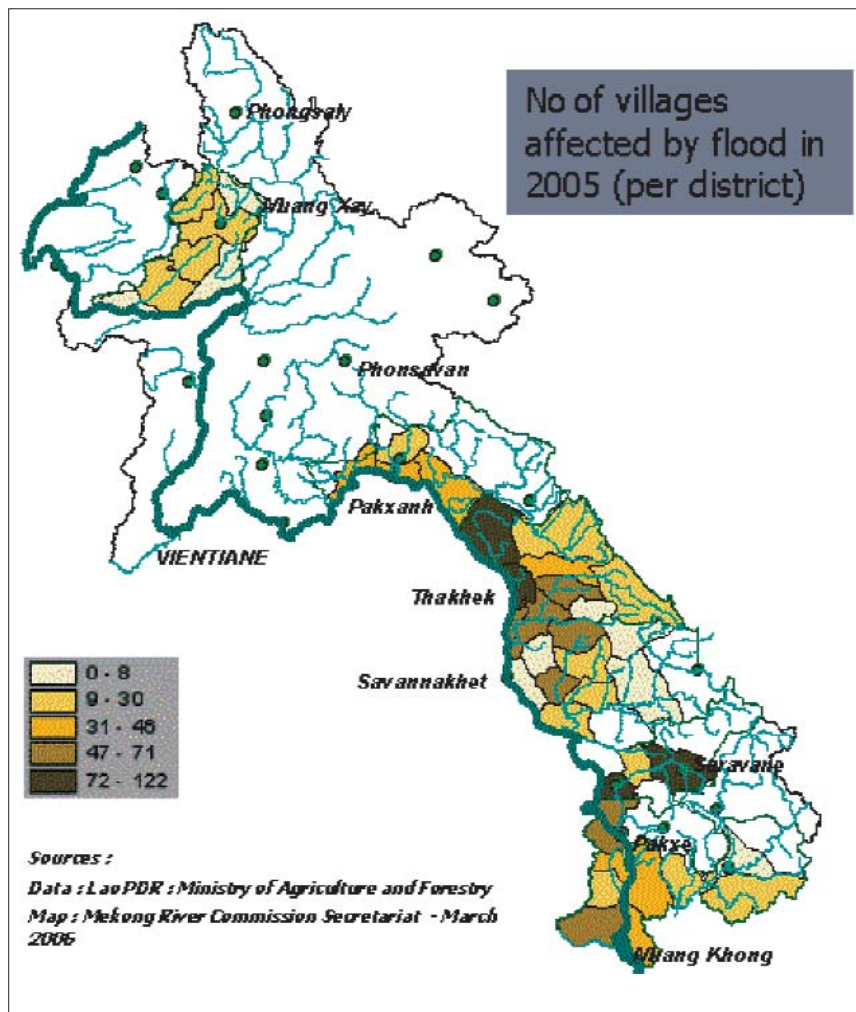 No of villages
affected by flood in
2005 (per district)
Phongsaly
Muang Xay
Phonsavan
Pakxanh
VIENTIANE
Thakhek
Savannakhet
0 - 8
9 - 30
31 - 46
47 - 71
72 - 122
Saravane
Pakxe
Muang Khong
Sources :
Data : Lao PDR : Ministry of Agriculture and Forestry
Map : Mekong River Commission Secretariat - March
2006